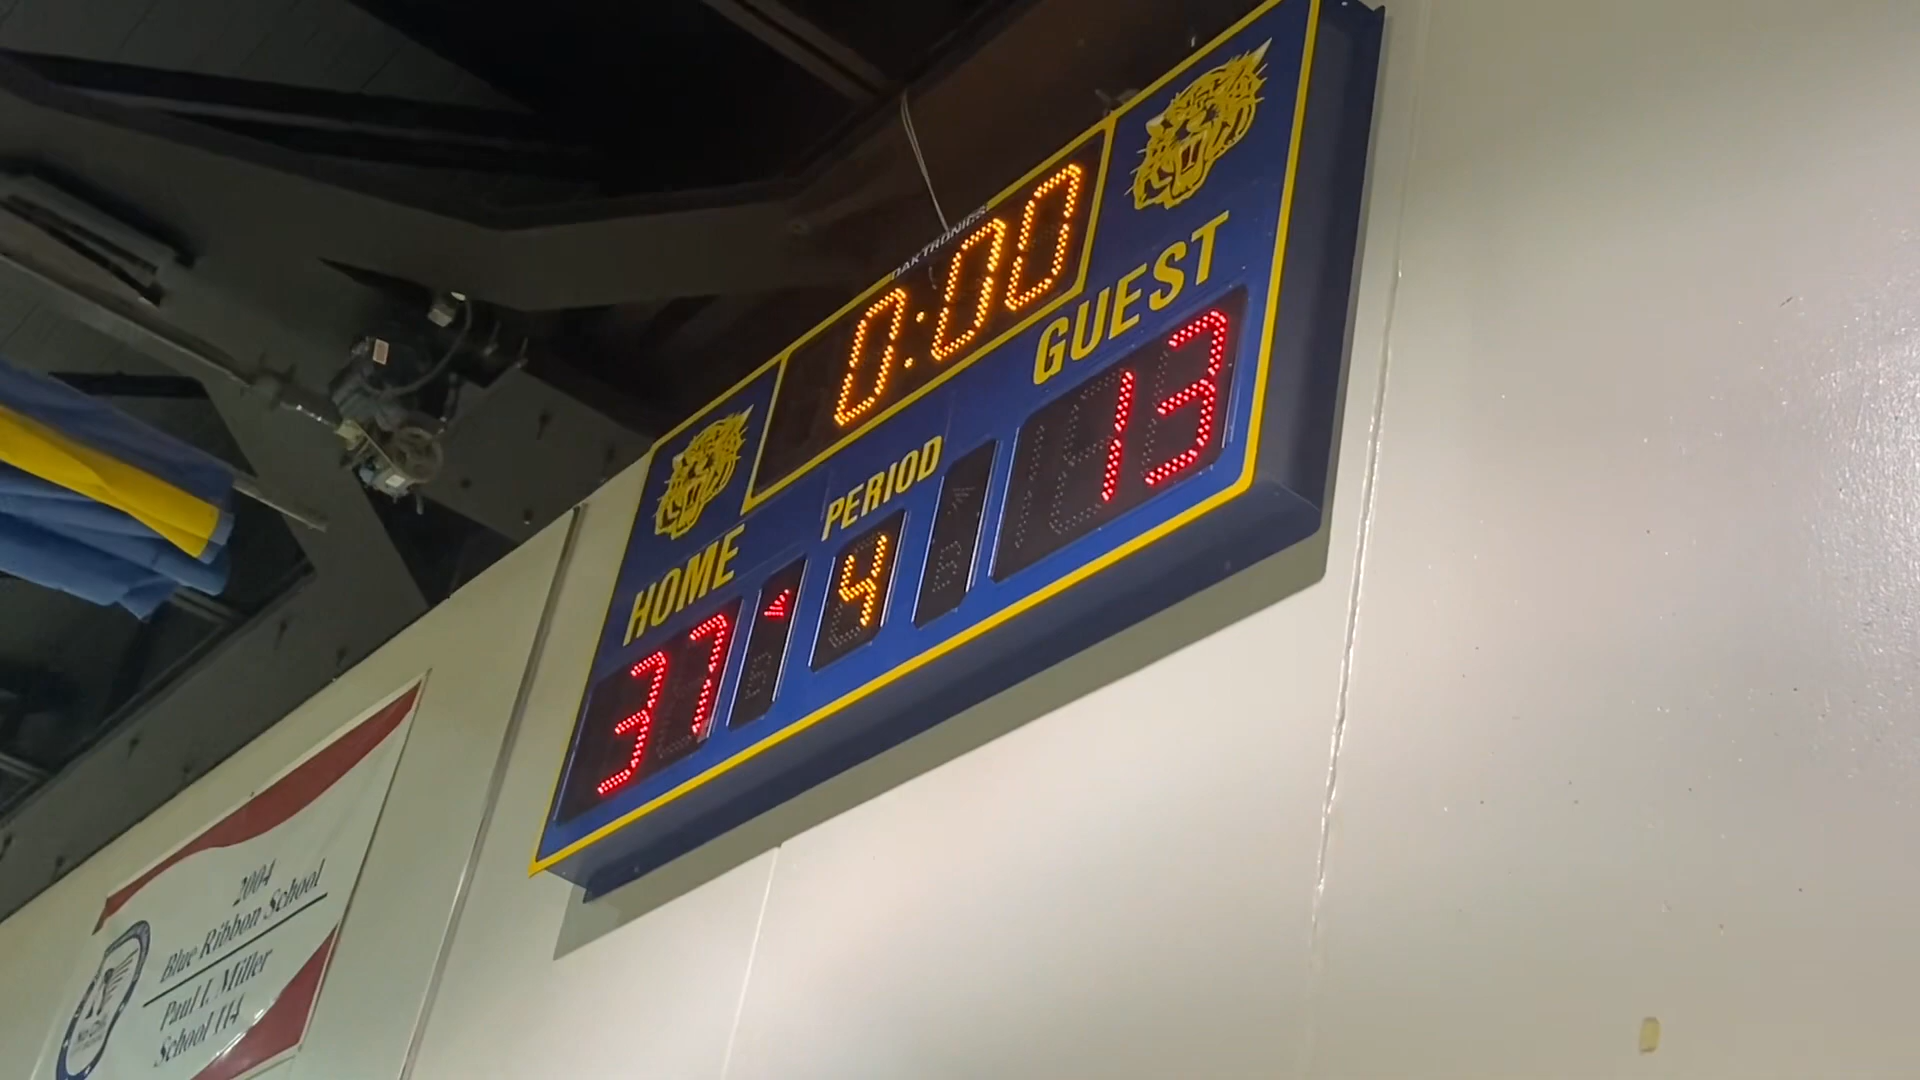 DAKTRONICS
0:00
GUEST
13
PERIOD
4
HOME
37
2004
Blue Ribbon School
Paul I. Miller
School 114